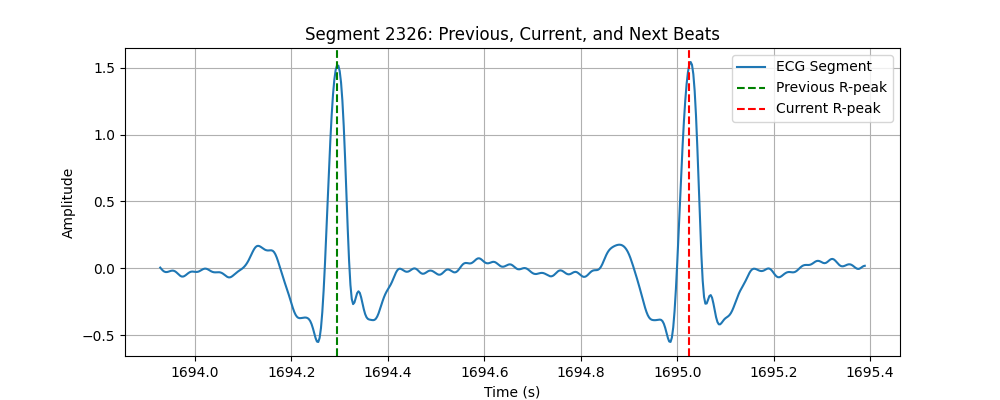 Segment 2326: Previous, Current, and Next Beats
ECG Segment
Previous R-peak
Current R-peak
Amplitude
1.5
1.0
0.5
0.0
−0.5
1694.0 1694.2 1694.4 1694.6 1694.8 1695.0 1695.2 1695.4
Time (s)